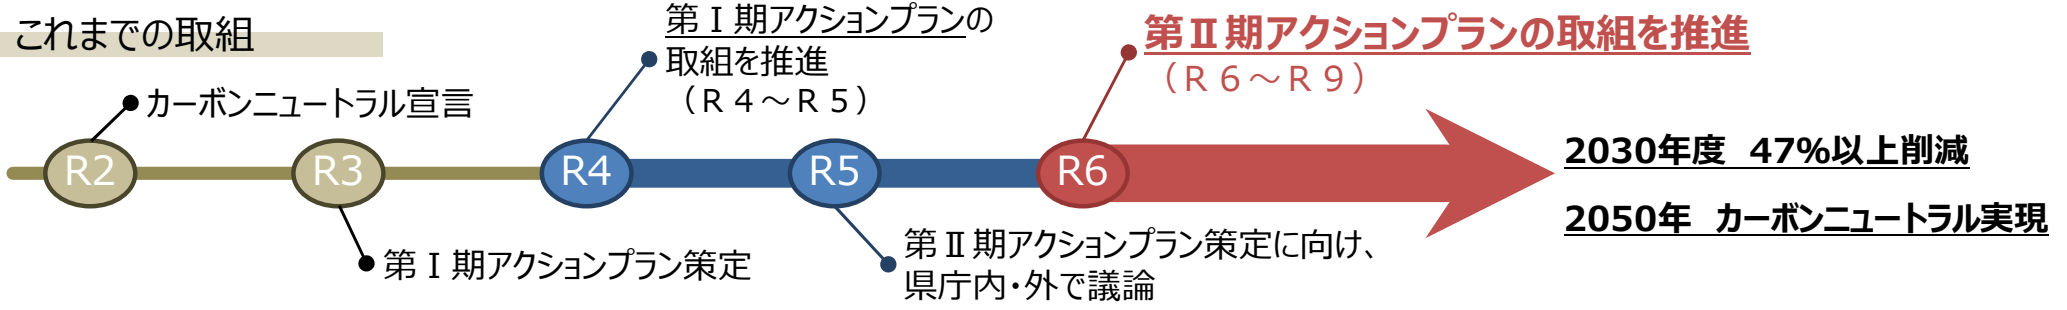 これまでの取組
カーボンニュートラル宣言
第Ⅰ期アクションプランの
取組を推進
（R４～R５）
第Ⅱ期アクションプランの取組を推進
（R６～R９）
R2
R3
R4
R5
R6
2030年度　47%以上削減
2050年　カーボンニュートラル実現
第Ⅰ期アクションプラン策定
第Ⅱ期アクションプラン策定に向け、
県庁内・外で議論